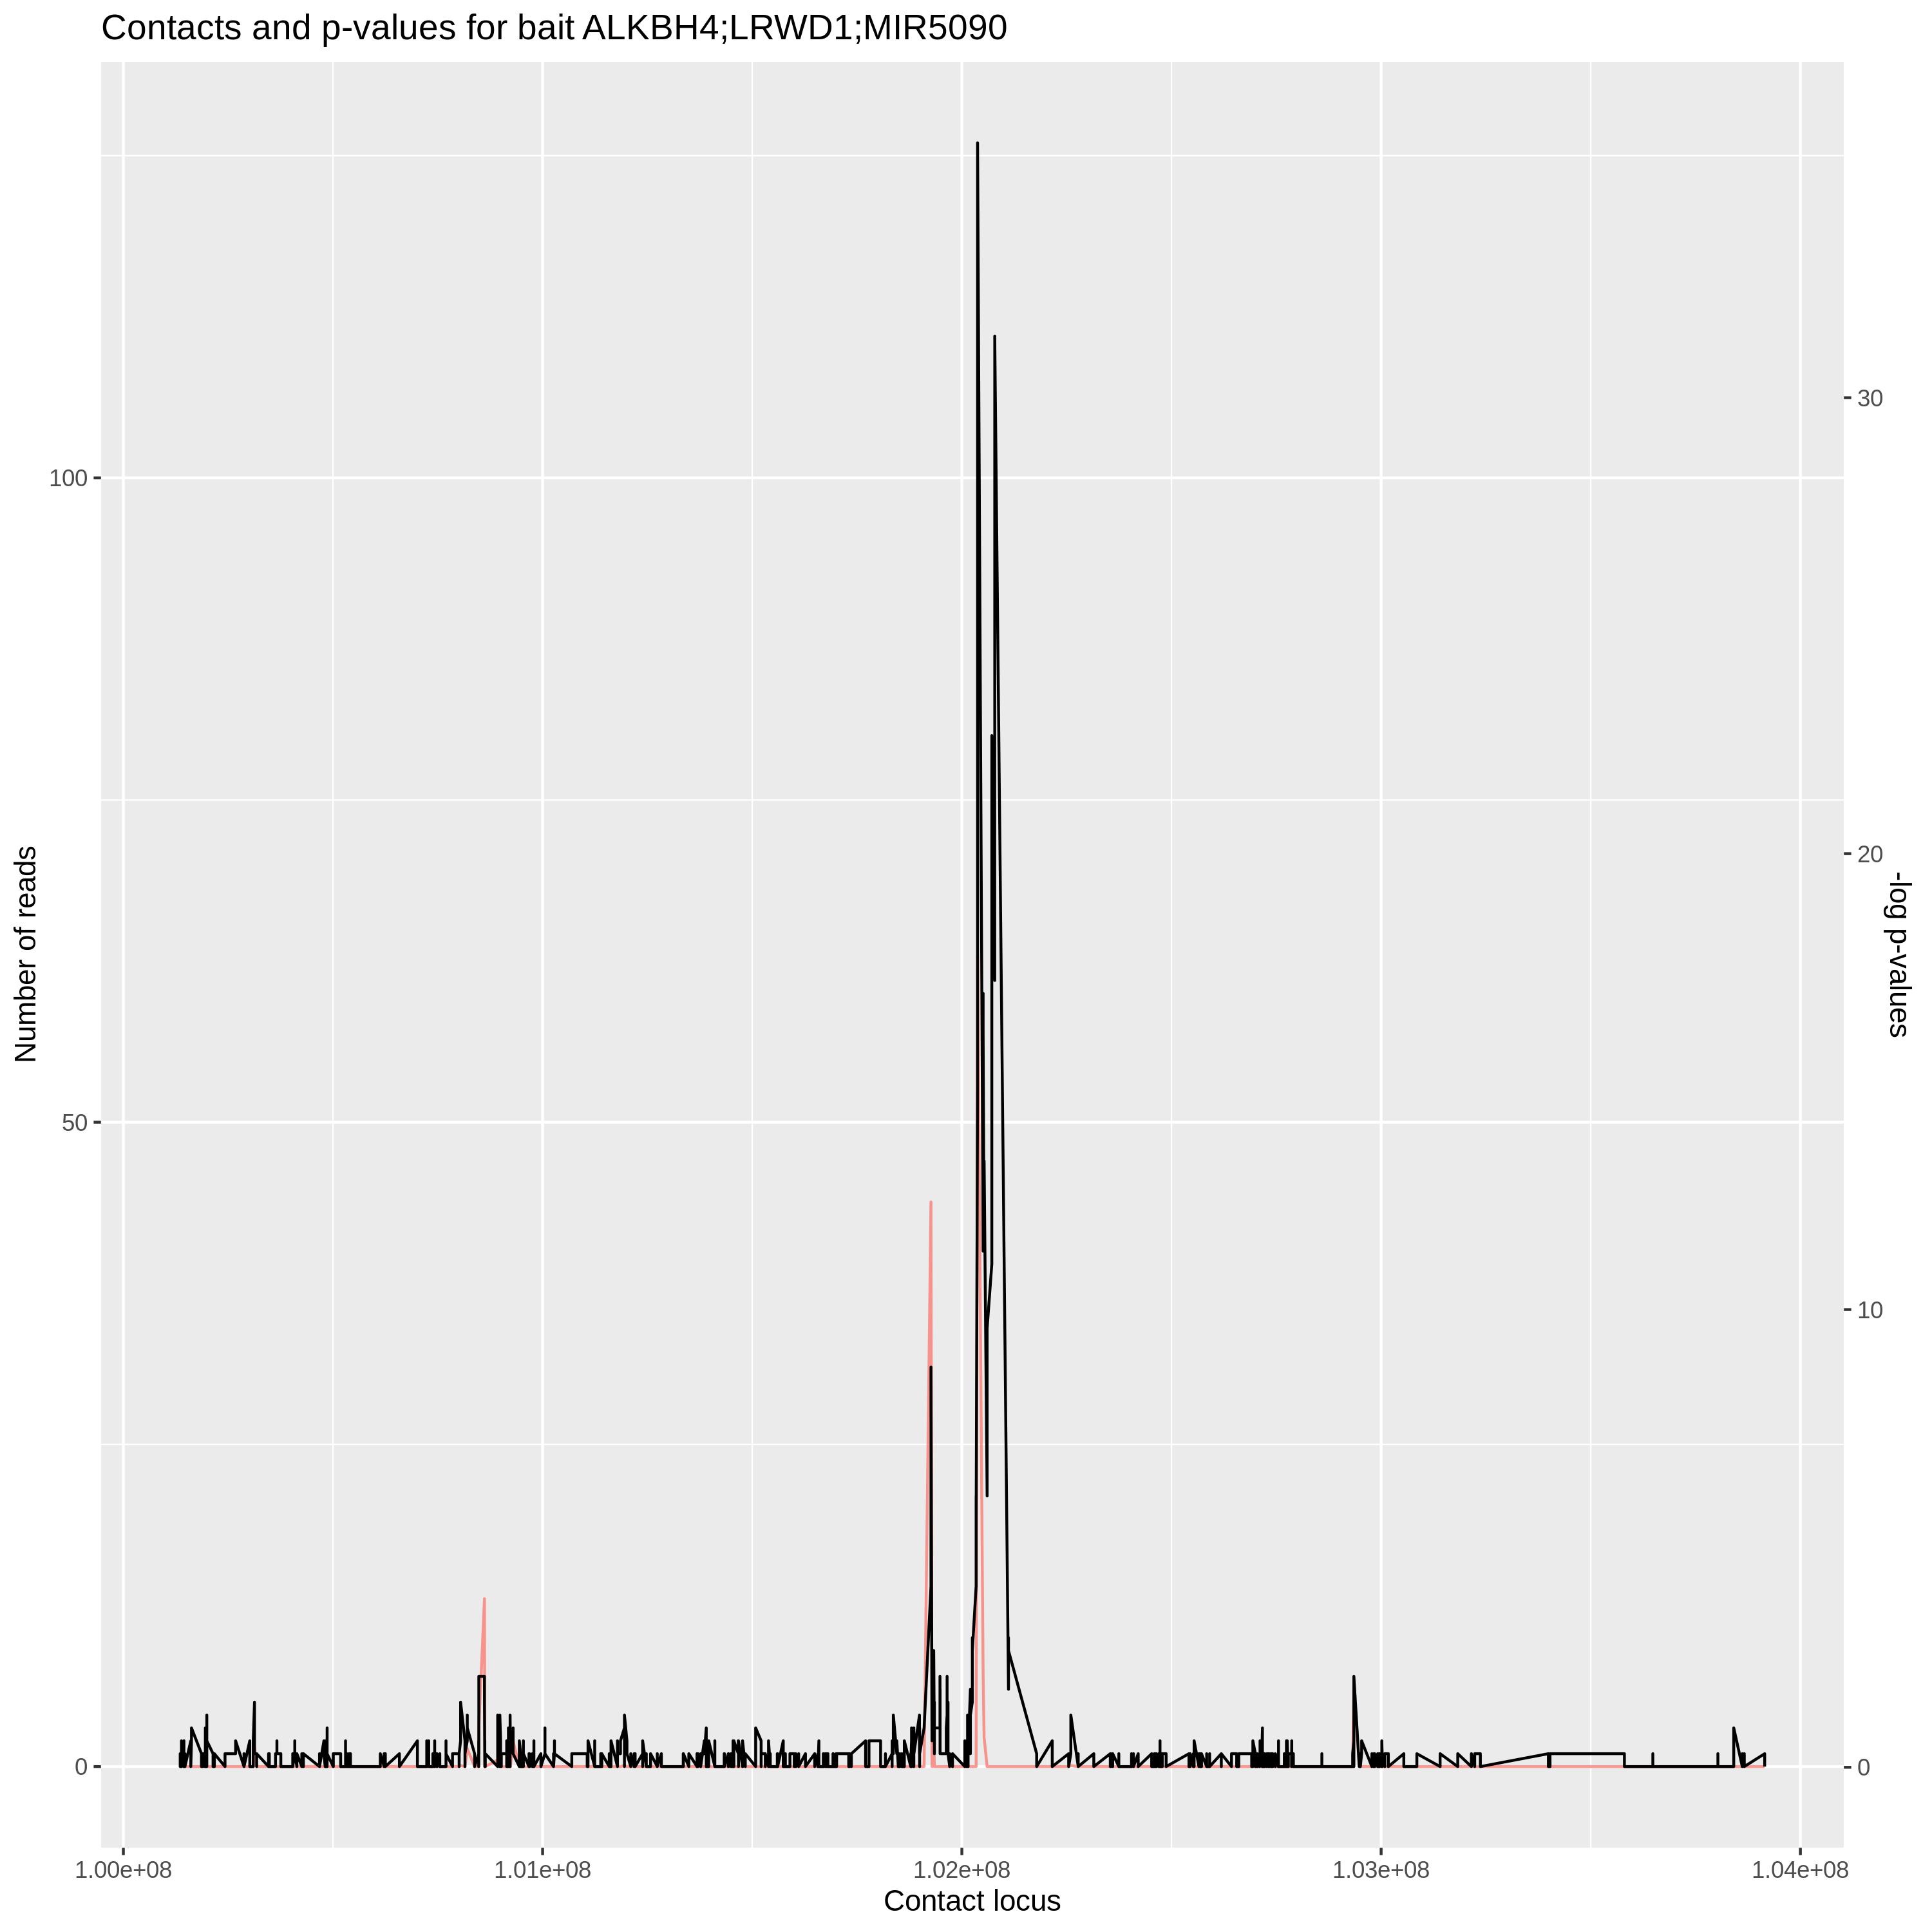 Contacts and p-values for bait ALKBH4;LRWD1;MIR5090
100
50
0
Number of reads
30
20
10
0
-log p-values
1.00e+08 1.01e+08 1.02e+08 1.03e+08 1.04e+08
Contact locus